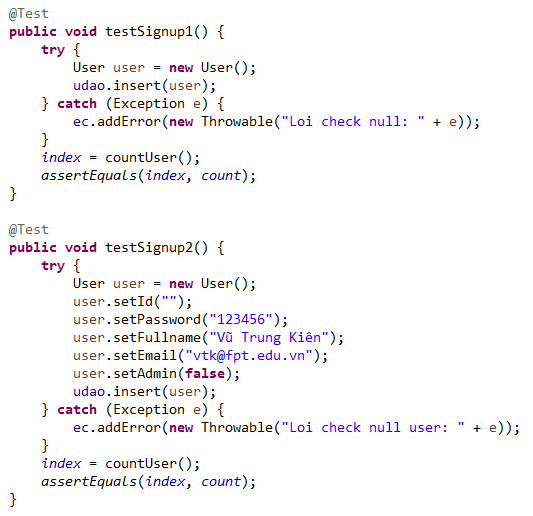 @Test
public void testSignup1() {
    try {
        User user = new User();
        udao.insert(user);
    } catch (Exception e) {
        ec.addError(new Throwable("Loi check null: " + e));
    }
    index = countUser();
    assertEquals(index, count);
}

@Test
public void testSignup2() {
    try {
        User user = new User();
        user.setId("");
        user.setPassword("123456");
        user.setFullname("Vũ Trung Kiên");
        user.setEmail("vtk@fpt.edu.vn");
        user.setAdmin(false);
        udao.insert(user);
    } catch (Exception e) {
        ec.addError(new Throwable("Loi check null user: " + e));
    }
    index = countUser();
    assertEquals(index, count);
}